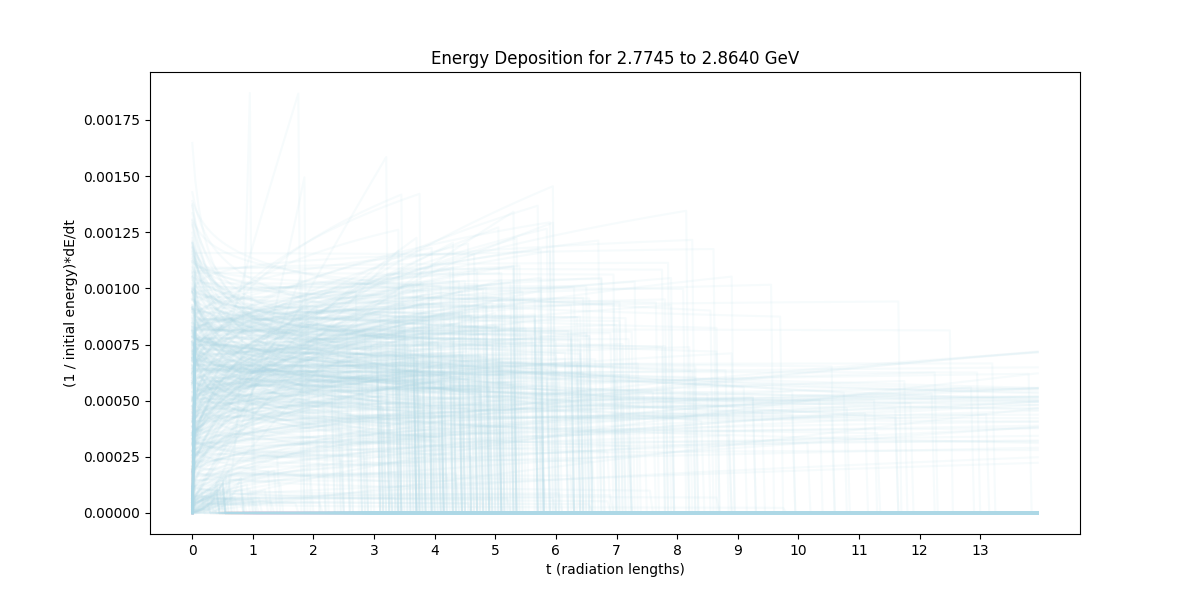 Energy Deposition for 2.7745 to 2.8640 GeV
(1 / initial energy)*dE/dt
0.00175
0.00150
0.00125
0.00100
0.00075
0.00050
0.00025
0.00000
0 1 2 3 4 5 6 7 8 9 10 11 12 13
t (radiation lengths)